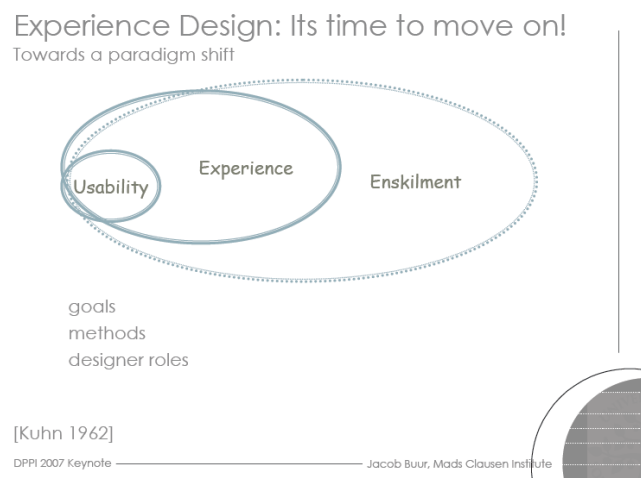 Experience Design: Its time to move on!
Towards a paradigm shift
Usability
Experience
Enskilment
goals
methods
designer roles
[Kuhn 1962]
DPPI 2007 Keynote
Jacob Buur, Mads Clausen Institute